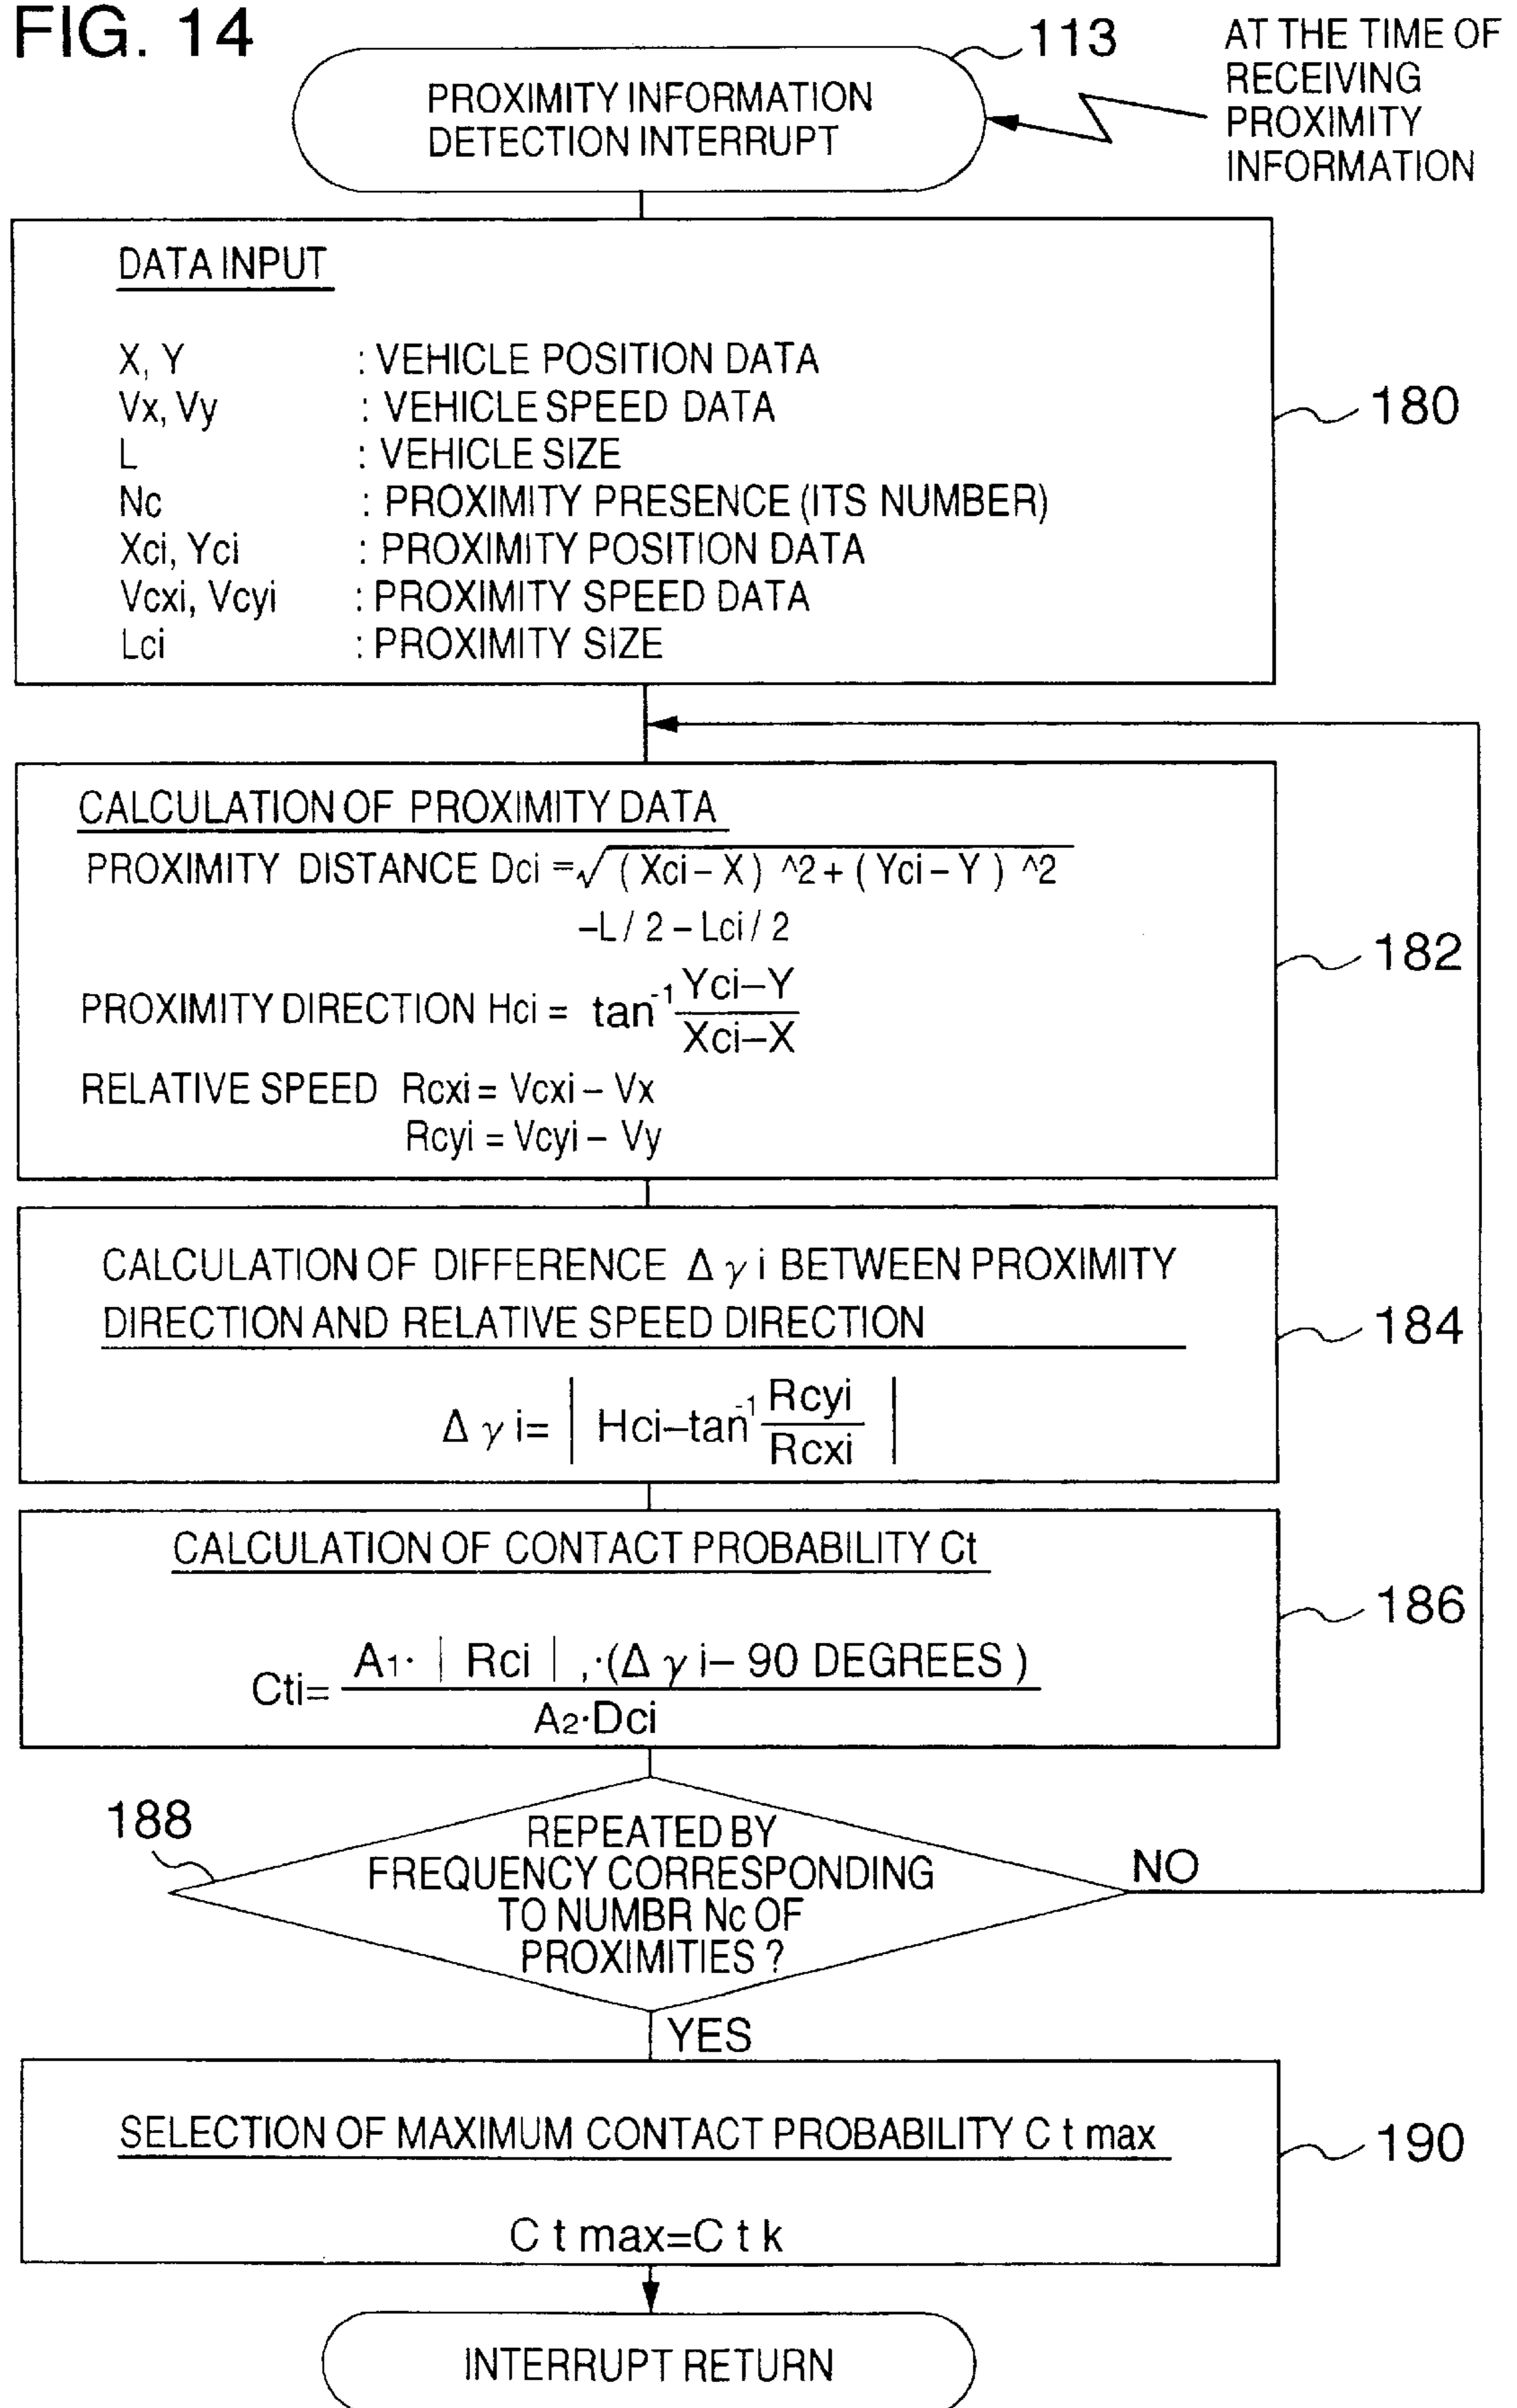 FIG. 14
113
AT THE TIME OF
RECEIVING
PROXIMITY
INFORMATION
PROXIMITY INFORMATION
DETECTION INTERRUPT
DATA INPUT
X, Y : VEHICLE POSITION DATA
Vx, Vy : VEHICLE SPEED DATA
L : VEHICLE SIZE
Nc : PROXIMITY PRESENCE (ITS NUMBER)
Xci, Yci : PROXIMITY POSITION DATA
Vcxi, Vcyi : PROXIMITY SPEED DATA
Lci : PROXIMITY SIZE
180
CALCULATION OF PROXIMITY DATA
PROXIMITY DISTANCE Dci =√(Xci-X)^2+(Yci-Y)^2
-L/2-Lci/2
PROXIMITY DIRECTION Hci = tan⁻¹ Yci-Y / Xci-X
RELATIVE SPEED Rcxi = Vcxi - Vx
Rcyi = Vcyi - Vy
182
CALCULATION OF DIFFERENCE Δγi BETWEEN PROXIMITY
DIRECTION AND RELATIVE SPEED DIRECTION
Δγi= | Hci-tan⁻¹ Rcyi / Rcxi |
184
CALCULATION OF CONTACT PROBABILITY Ct
Cti= A1· | Rci | ,·(Δγi-90 DEGREES) / A2·Dci
186
188
REPEATED BY
FREQUENCY CORRESPONDING
TO NUMBR Nc OF
PROXIMITIES ?
NO
YES
SELECTION OF MAXIMUM CONTACT PROBABILITY C t max
C t max=C t k
190
INTERRUPT RETURN